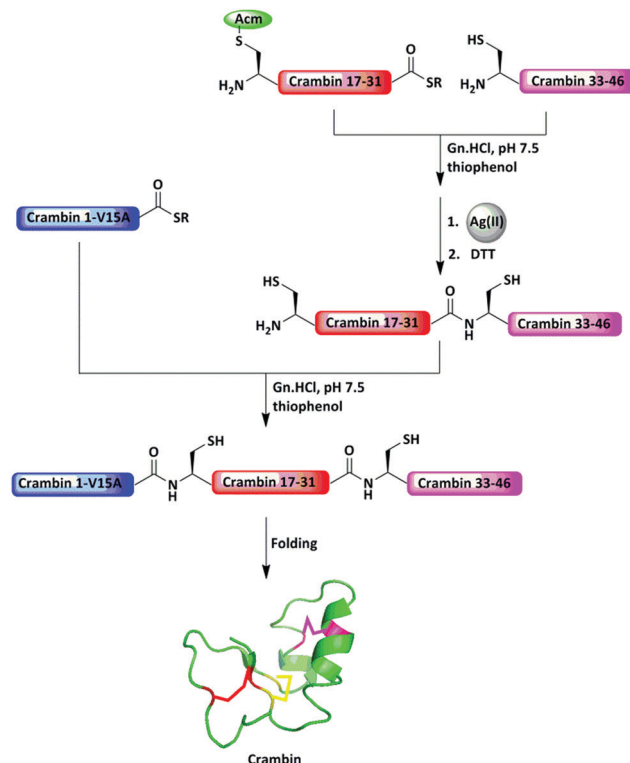 Acm
S
O
HS
H₂N
Crambin 17-31
SR
H₂N
Crambin 33-46
Gn.HCl, pH 7.5
thiophenol
O
Crambin 1-V15A
SR
1. Ag(II)
2. DTT
HS
O
SH
H₂N
Crambin 17-31
N
H
Crambin 33-46
Gn.HCl, pH 7.5
thiophenol
O
SH
O
SH
Crambin 1-V15A
N
H
Crambin 17-31
N
H
Crambin 33-46
Folding
Crambin